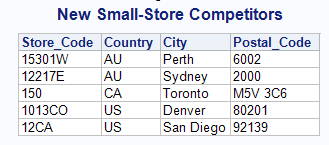 New Small-Store Competitors
Store_Code Country City Postal_Code
15301W AU Perth 6002
12217E AU Sydney 2000
150 CA Toronto M5V 3C6
1013CO US Denver 80201
12CA US San Diego 92139